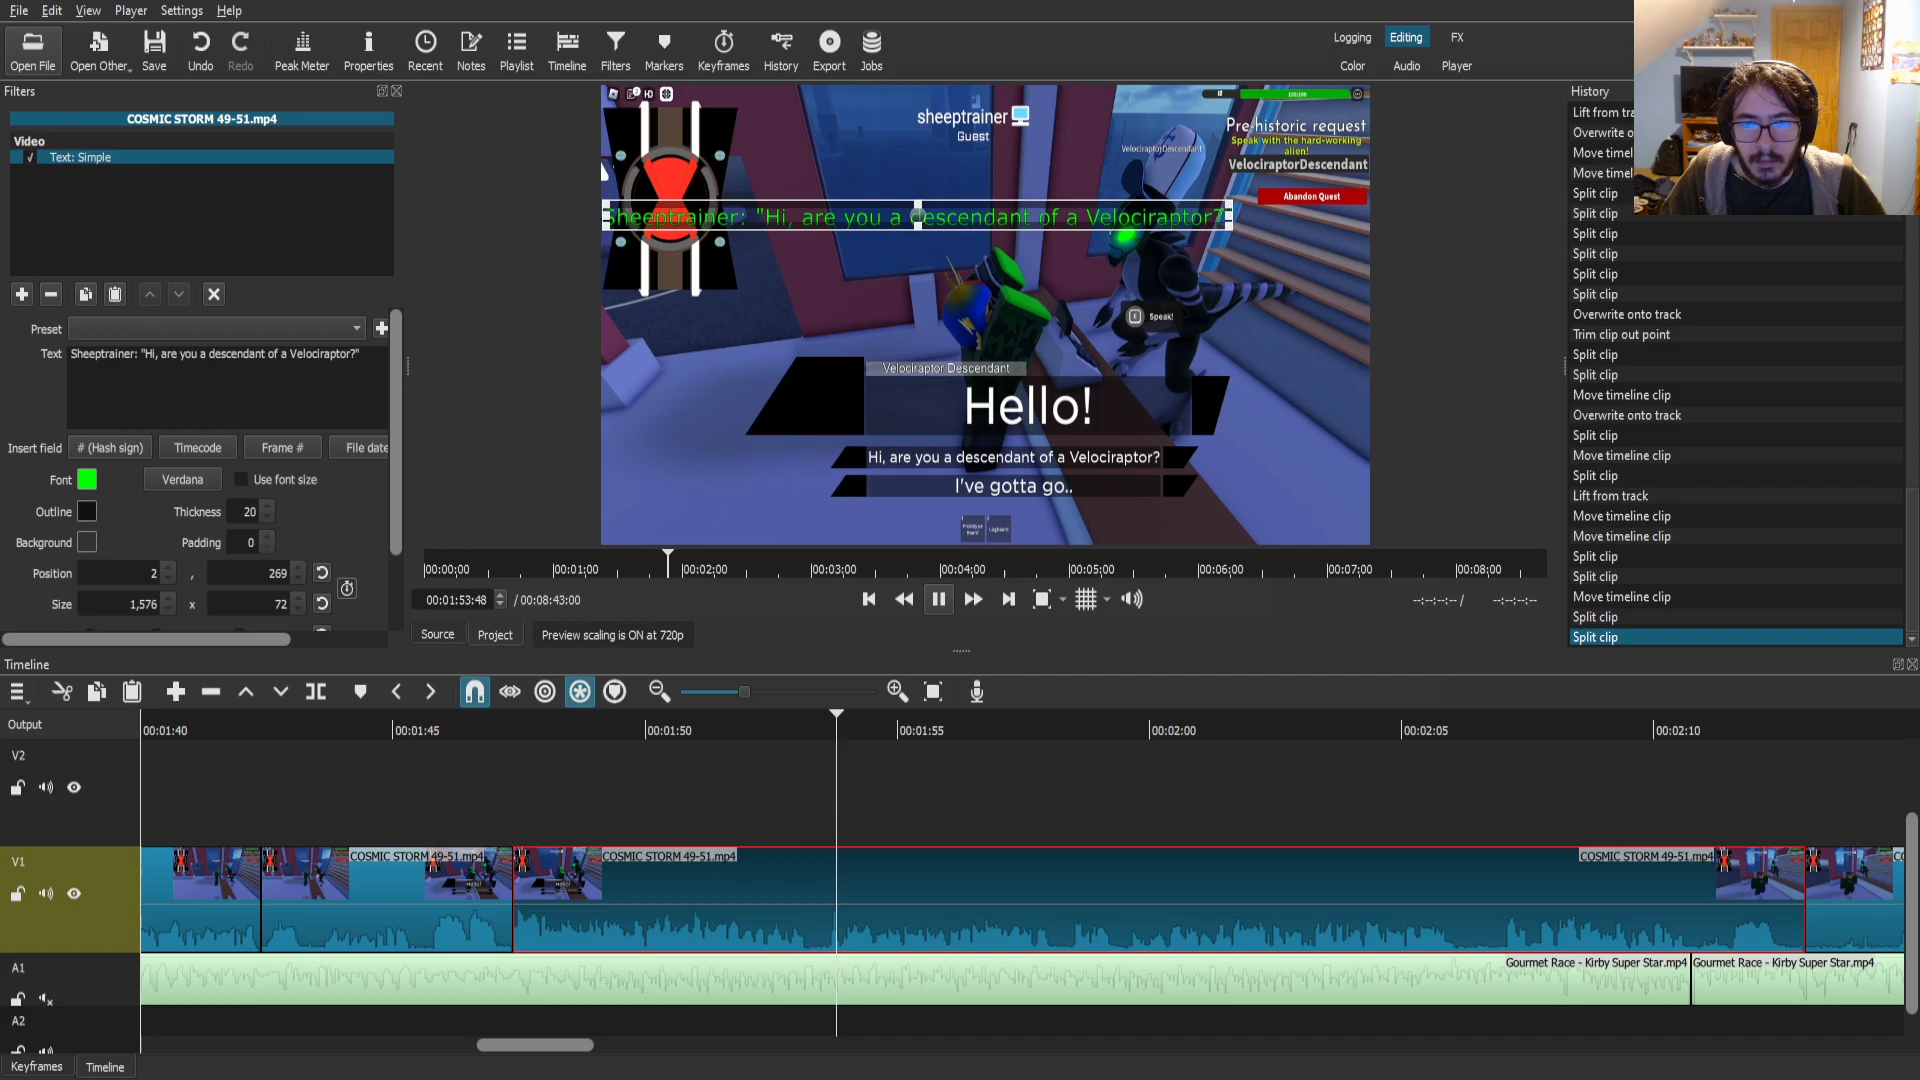 File Edit View Player Settings Help
Open File Open Other... Save Undo Redo Peak Meter Properties Recent Notes Playlist Timeline Filters Markers Keyframes History Export Jobs
Logging Editing FX
Color Audio Player
Filters
COSMIC STORM 49-51.mp4
Video
Text: Simple
Preset
Text Sheeptrainer: "Hi, are you a descendant of a Velociraptor?"
Insert field # (Hash sign) Timecode Frame # File date
Font Verdana Use font size
Outline Thickness 20
Background Padding 0
Position 2 , 269
Size 1,576 x 72
HD
sheeptrainer
Guest
VelociraptorDescendant
100/100
Pre-historic request
Speak with the hard-working
alien!
VelociraptorDescendant
Abandon Quest
Sheeptrainer: "Hi, are you a descendant of a Velociraptor?
Speak!
Velociraptor Descendant
Hello!
Hi, are you a descendant of a Velociraptor?
I've gotta go..
00:00:00 00:01:00 00:02:00 00:03:00 00:04:00 00:05:00 00:06:00 00:07:00 00:08:00
00:01:53:48 / 00:08:43:00
--:--:--:-- / --:--:--:--
Source Project Preview scaling is ON at 720p
History
Lift from tra
Overwrite o
Move timel
Move timel
Split clip
Split clip
Split clip
Split clip
Split clip
Split clip
Overwrite onto track
Trim clip out point
Split clip
Split clip
Move timeline clip
Overwrite onto track
Split clip
Move timeline clip
Split clip
Lift from track
Move timeline clip
Move timeline clip
Split clip
Split clip
Move timeline clip
Split clip
Split clip
Timeline
Output
00:01:40 00:01:45 00:01:50 00:01:55 00:02:00 00:02:05 00:02:10
V2
V1
COSMIC STORM 49-51.mp4 COSMIC STORM 49-51.mp4 COSMIC STORM 49-51.mp4 CO
A1
Gourmet Race - Kirby Super Star.mp4 Gourmet Race - Kirby Super Star.mp4
A2
Keyframes Timeline